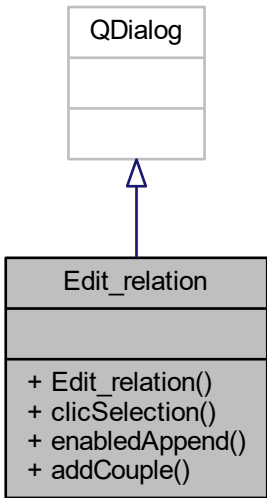 QDialog
Edit_relation
+ Edit_relation()
+ clicSelection()
+ enabledAppend()
+ addCouple()